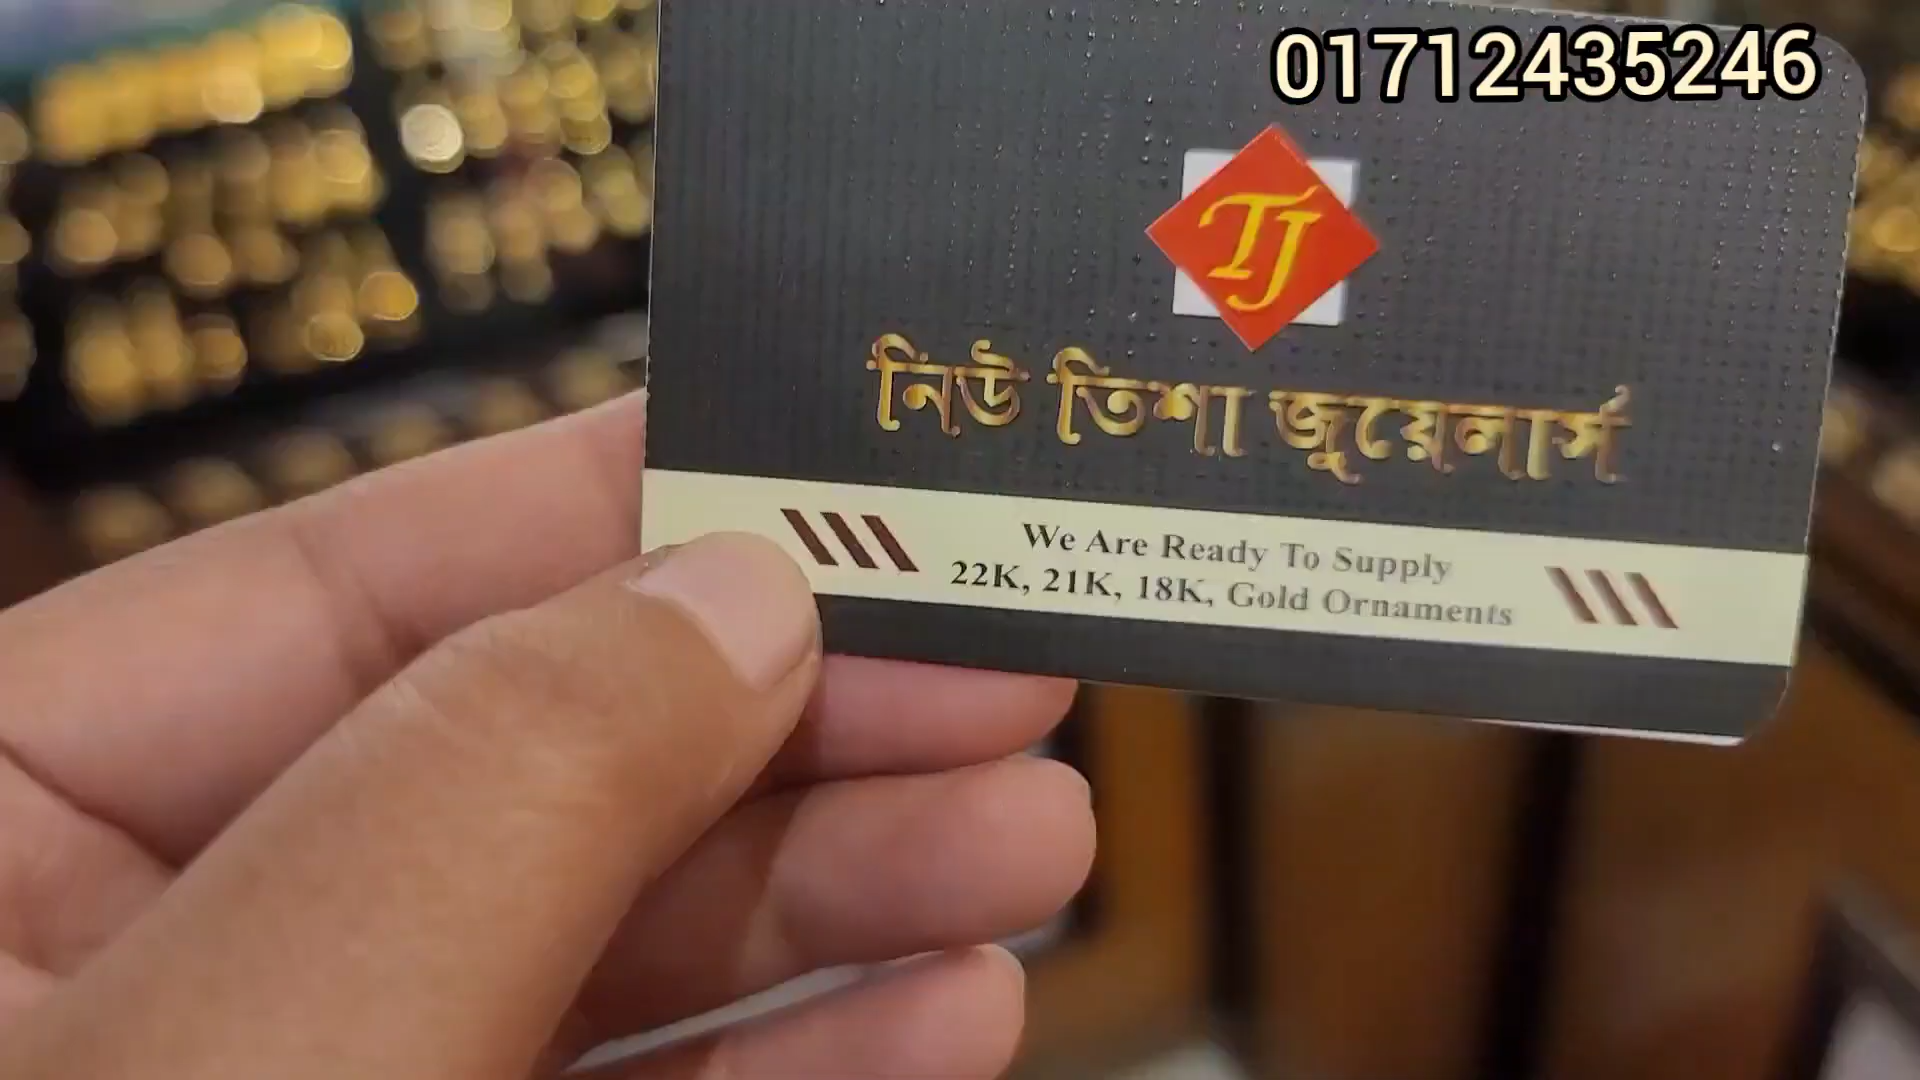 01712435246
TJ
নিউ তিশা জুয়েলার্স
We Are Ready To Supply
22K, 21K, 18K, Gold Ornaments